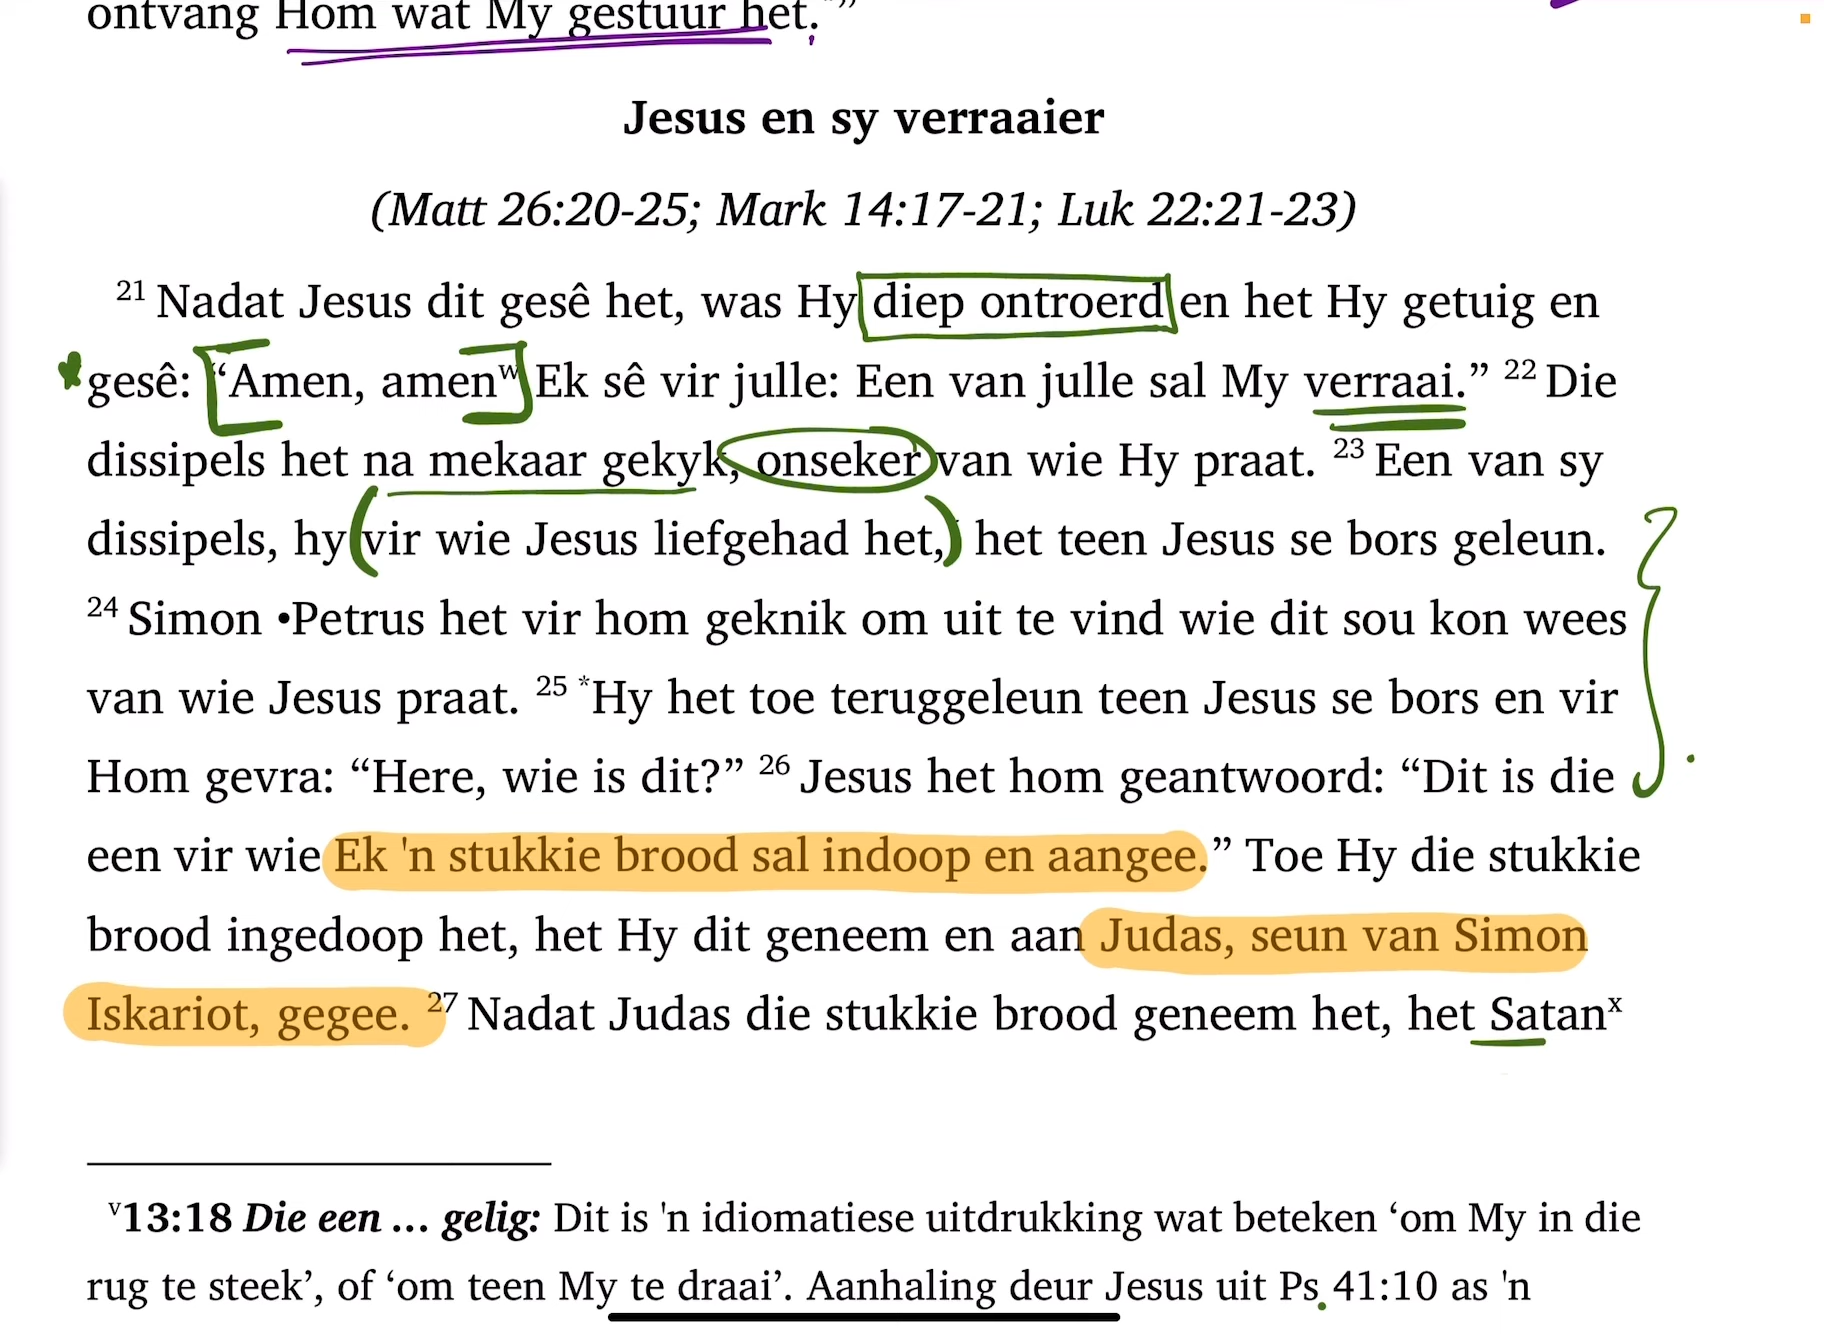 ontvang Hom wat My gestuur het.’”
Jesus en sy verraaier
(Matt 26:20-25; Mark 14:17-21; Luk 22:21-23)
21 Nadat Jesus dit gesê het, was Hy diep ontroerd en het Hy getuig en
gesê: “Amen, amenʷ Ek sê vir julle: Een van julle sal My verraai.” 22 Die
dissipels het na mekaar gekyk, onseker van wie Hy praat. 23 Een van sy
dissipels, hy vir wie Jesus liefgehad het, het teen Jesus se bors geleun.
24 Simon •Petrus het vir hom geknik om uit te vind wie dit sou kon wees
van wie Jesus praat. 25 *Hy het toe teruggeleun teen Jesus se bors en vir
Hom gevra: “Here, wie is dit?” 26 Jesus het hom geantwoord: “Dit is die
een vir wie Ek 'n stukkie brood sal indoop en aangee.” Toe Hy die stukkie
brood ingedoop het, het Hy dit geneem en aan Judas, seun van Simon
Iskariot, gegee. 27 Nadat Judas die stukkie brood geneem het, het Satanˣ
ᵛ13:18 Die een ... gelig: Dit is 'n idiomatiese uitdrukking wat beteken ‘om My in die
rug te steek’, of ‘om teen My te draai’. Aanhaling deur Jesus uit Ps 41:10 as 'n